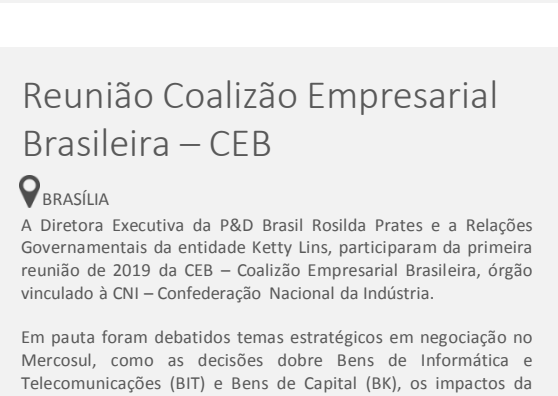 Reunião Coalizão Empresarial
Brasileira – CEB
BRASÍLIA
A Diretora Executiva da P&D Brasil Rosilda Prates e a Relações
Governamentais da entidade Ketty Lins, participaram da primeira
reunião de 2019 da CEB – Coalizão Empresarial Brasileira, órgão
vinculado à CNI – Confederação Nacional da Indústria.
Em pauta foram debatidos temas estratégicos em negociação no
Mercosul, como as decisões dobre Bens de Informática e
Telecomunicações (BIT) e Bens de Capital (BK), os impactos da